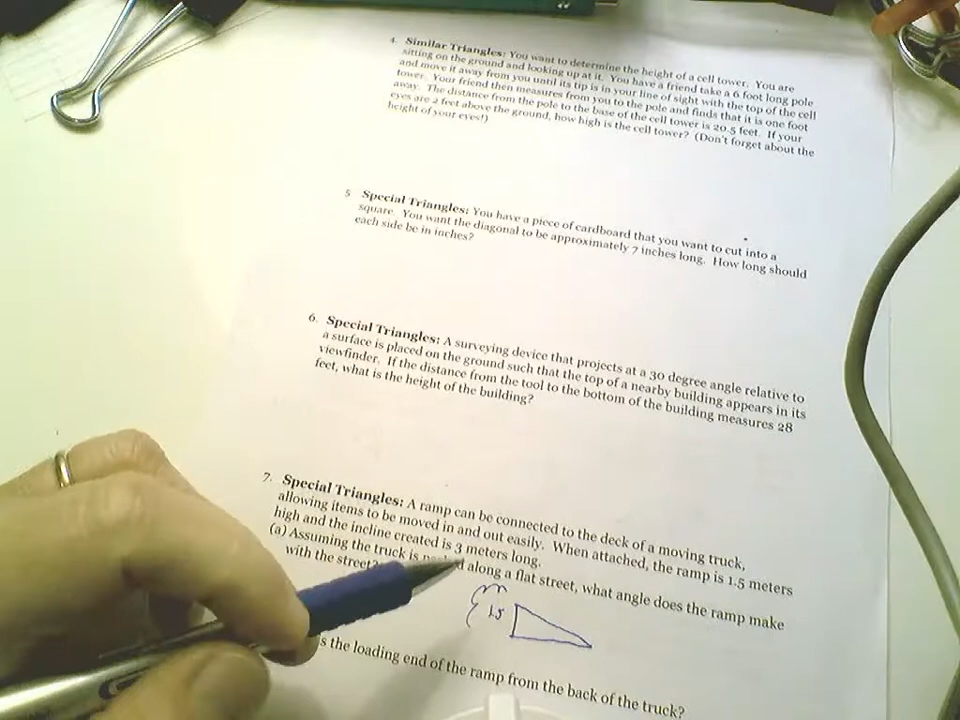 4. Similar Triangles: You want to determine the height of a cell tower. You are
sitting on the ground and looking up at it. You have a friend take a 6 foot long pole
and move it away from you until its tip is in your line of sight with the top of the cell
tower. Your friend then measures from you to the pole and finds that it is one foot
away. The distance from the pole to the base of the cell tower is 20.5 feet. If your
eyes are 2 feet above the ground, how high is the cell tower? (Don't forget about the
height of your eyes!)
5 Special Triangles: You have a piece of cardboard that you want to cut into a
square. You want the diagonal to be approximately 7 inches long. How long should
each side be in inches?
6. Special Triangles: A surveying device that projects at a 30 degree angle relative to
a surface is placed on the ground such that the top of a nearby building appears in its
viewfinder. If the distance from the tool to the bottom of the building measures 28
feet, what is the height of the building?
7. Special Triangles: A ramp can be connected to the deck of a moving truck,
allowing items to be moved in and out easily. When attached, the ramp is 1.5 meters
high and the incline created is 3 meters long.
(a) Assuming the truck is along a flat street, what angle does the ramp make
with the street?
1.5
the loading end of the ramp from the back of the truck?